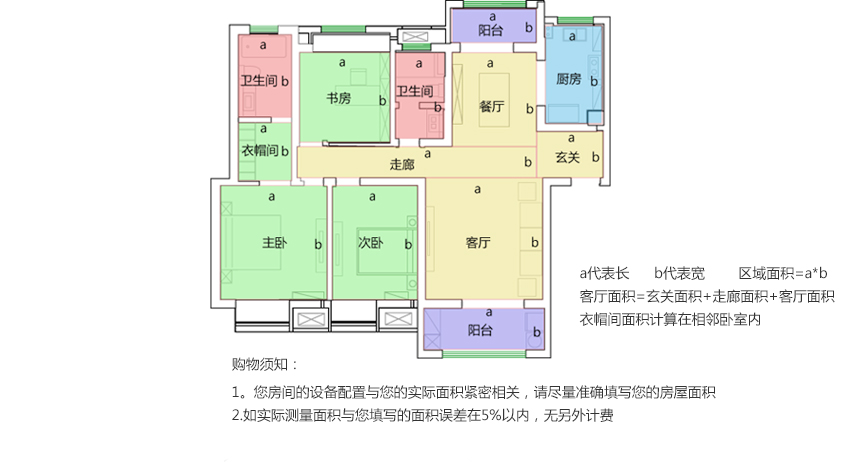 a
阳台
b
a
卫生间 b
a
书房
b
a
卫生间
b
a
餐厅
b
a
厨房
b
a
衣帽间 b
a
走廊
b
a
玄关
b
a
主卧
b
a
次卧
b
a
客厅
b
a
阳台
b
a代表长 b代表宽 区域面积=a*b
客厅面积=玄关面积+走廊面积+客厅面积
衣帽间面积计算在相邻卧室内
购物须知：
1。您房间的设备配置与您的实际面积紧密相关，请尽量准确填写您的房屋面积
2.如实际测量面积与您填写的面积误差在5%以内，无另外计费